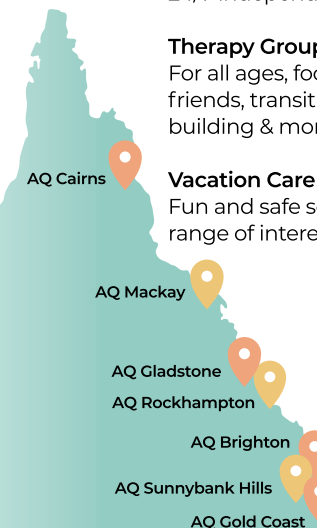 Therapy Group
For all ages, foc
friends, transit
building & mor
AQ Cairns
Vacation Care
Fun and safe s
range of intere
AQ Mackay
AQ Gladstone
AQ Rockhampton
AQ Brighton
AQ Sunnybank Hills
AQ Gold Coast